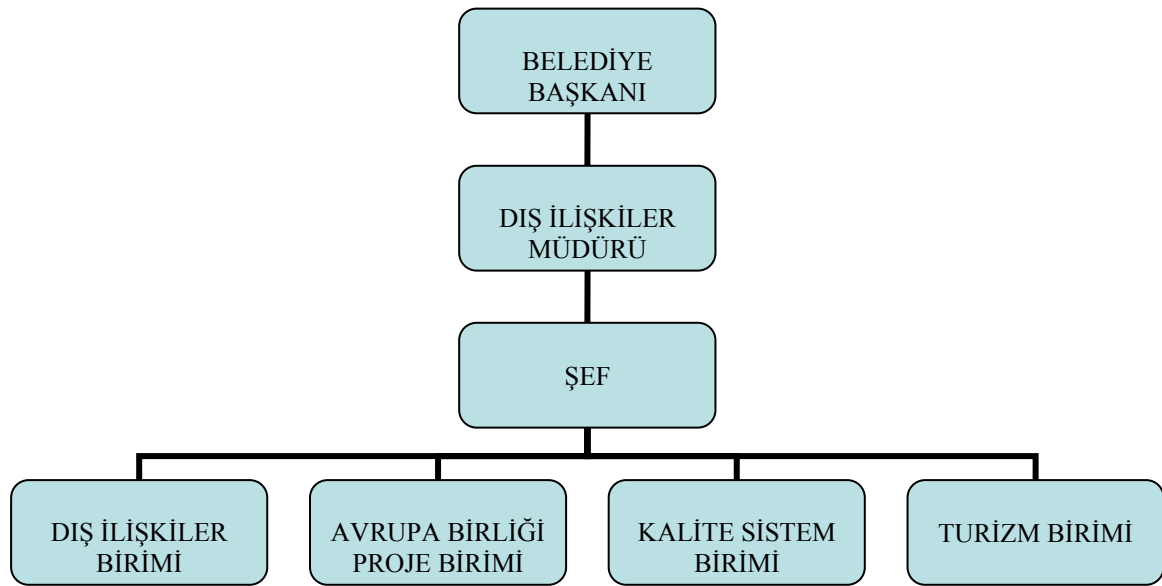 BELEDİYE
BAŞKANI
DIŞ İLİŞKİLER
MÜDÜRÜ
ŞEF
DIŞ İLİŞKİLER
BİRİMİ
AVRUPA BİRLİĞİ
PROJE BİRİMİ
KALİTE SİSTEM
BİRİMİ
TURİZM BİRİMİ